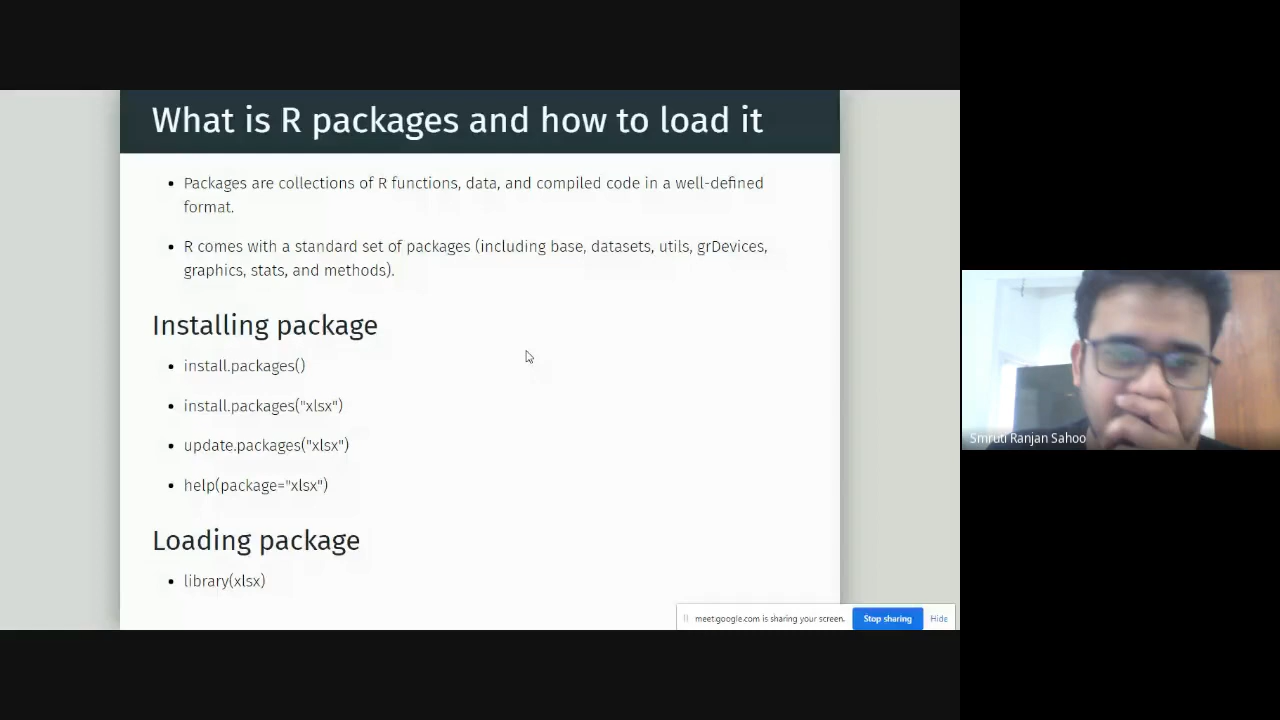 What is R packages and how to load it
• Packages are collections of R functions, data, and compiled code in a well-defined
format.
• R comes with a standard set of packages (including base, datasets, utils, grDevices,
graphics, stats, and methods).
Installing package
• install.packages()
• install.packages("xlsx")
• update.packages("xlsx")
• help(package="xlsx")
Loading package
• library(xlsx)
meet.google.com is sharing your screen.
Stop sharing
Hide
Smruti Ranjan Sahoo